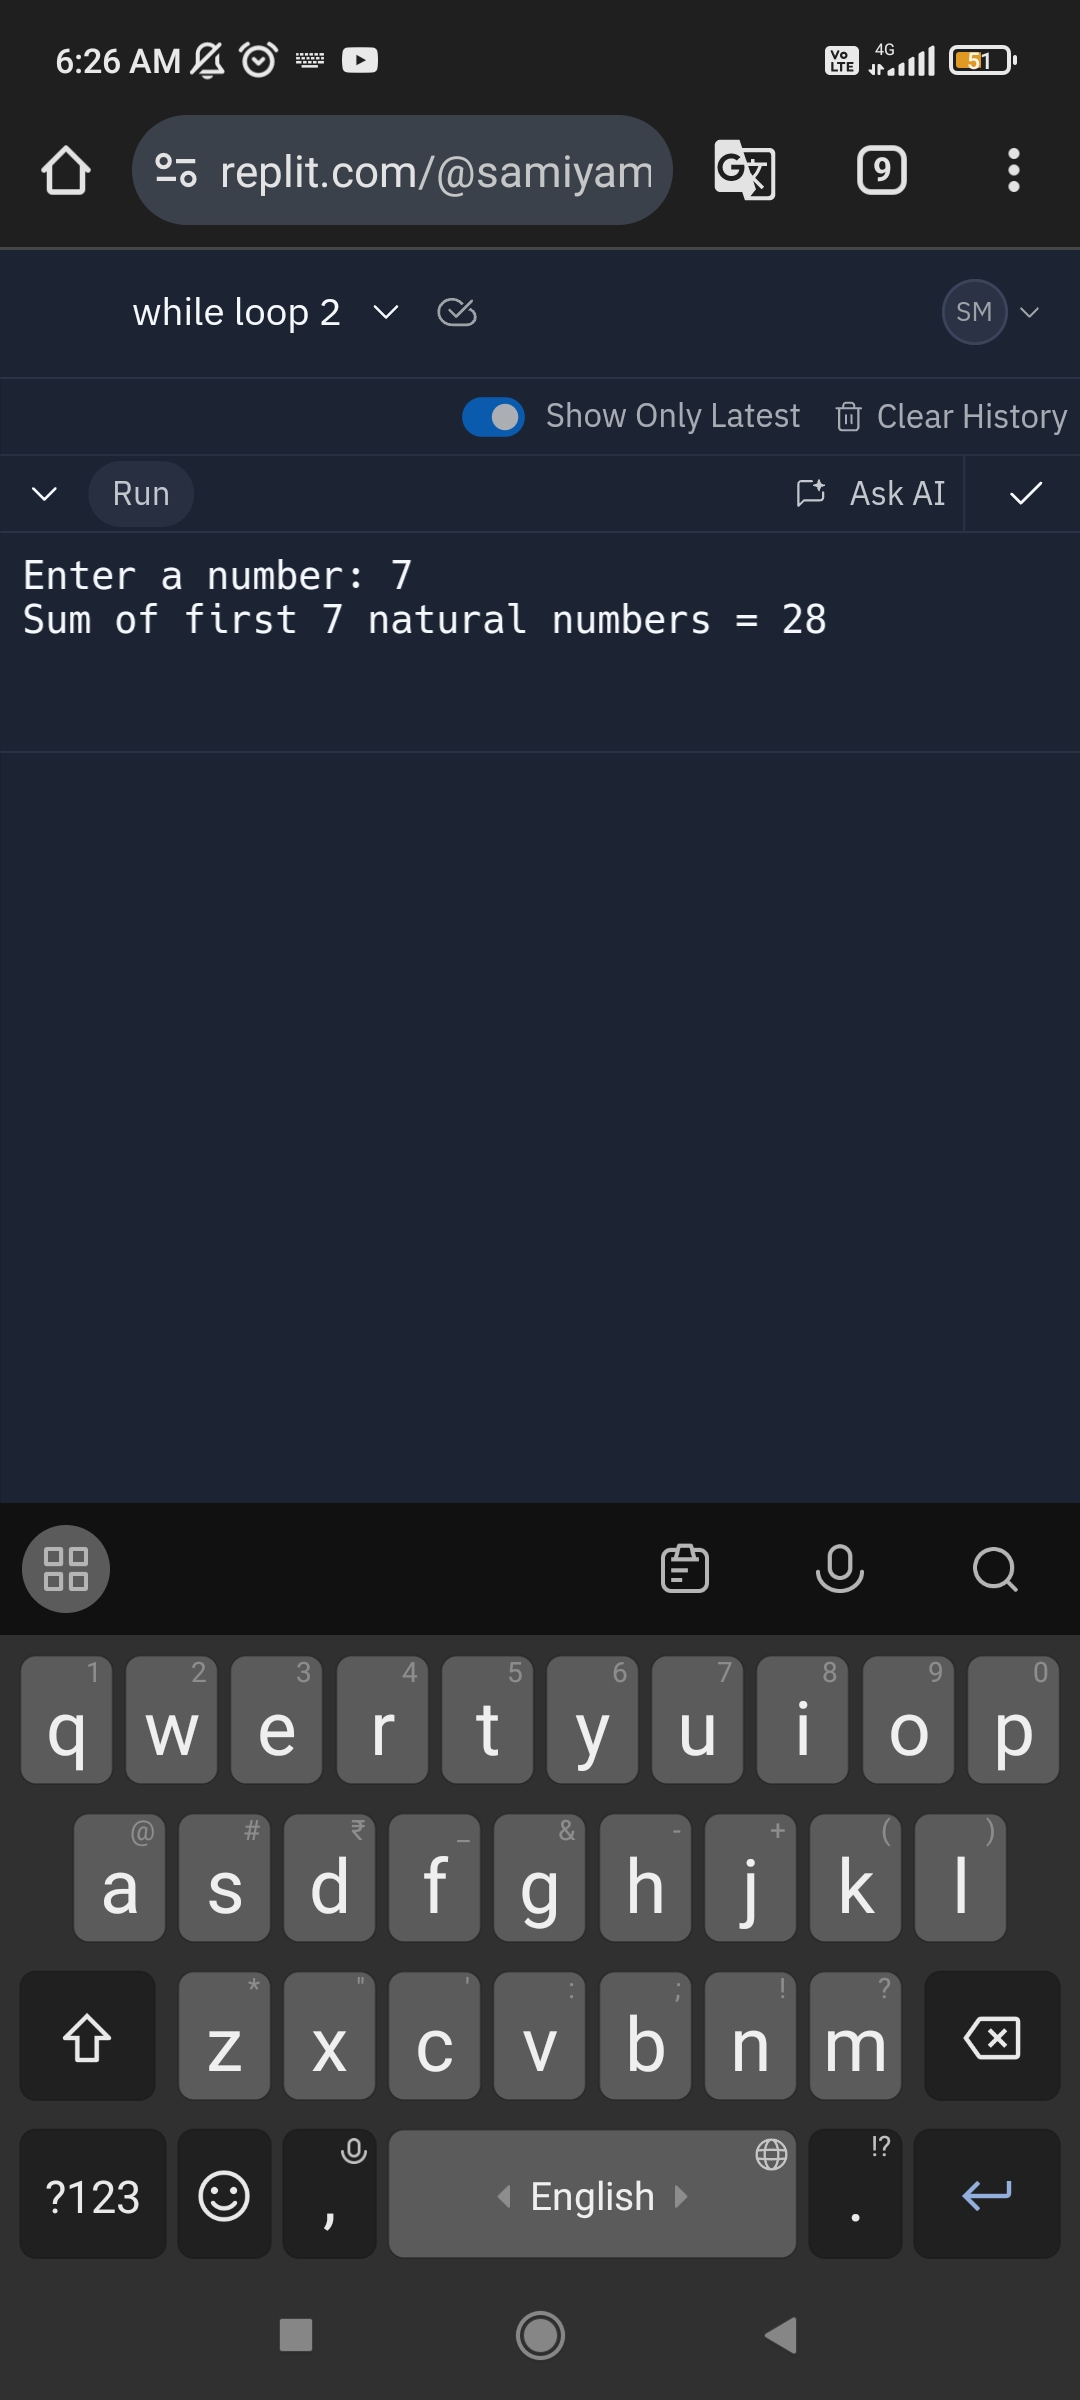 6:26 AM
Vo LTE 4G 51
replit.com/@samiyam
9
while loop 2
SM
Show Only Latest Clear History
Run Ask AI
Enter a number: 7
Sum of first 7 natural numbers = 28
1 2 3 4 5 6 7 8 9 0
q w e r t y u i o p
@ # ₹ _ & - + ( )
a s d f g h j k l
* " ' : ; ! ?
z x c v b n m
!?
?123 , English .